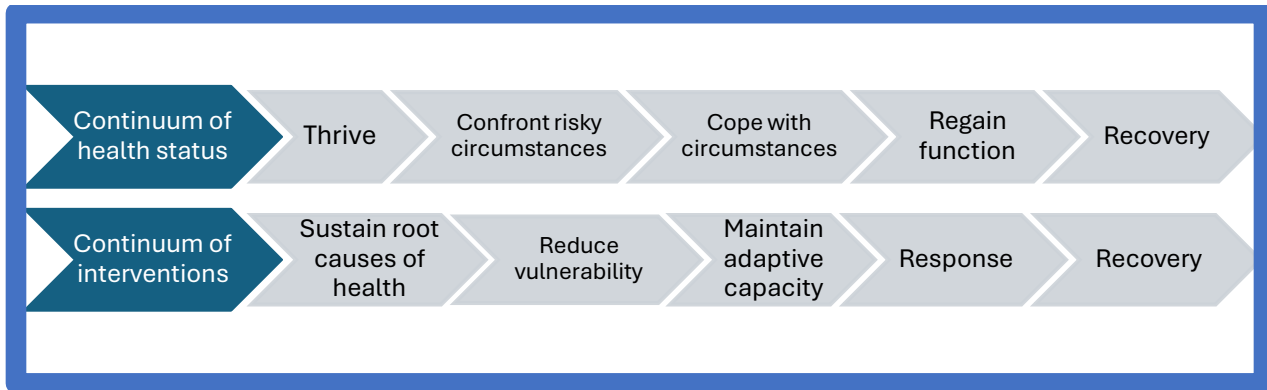 Continuum of
health status
Thrive
Confront risky
circumstances
Cope with
circumstances
Regain
function
Recovery
Continuum of
interventions
Sustain root
causes of
health
Reduce
vulnerability
Maintain
adaptive
capacity
Response
Recovery